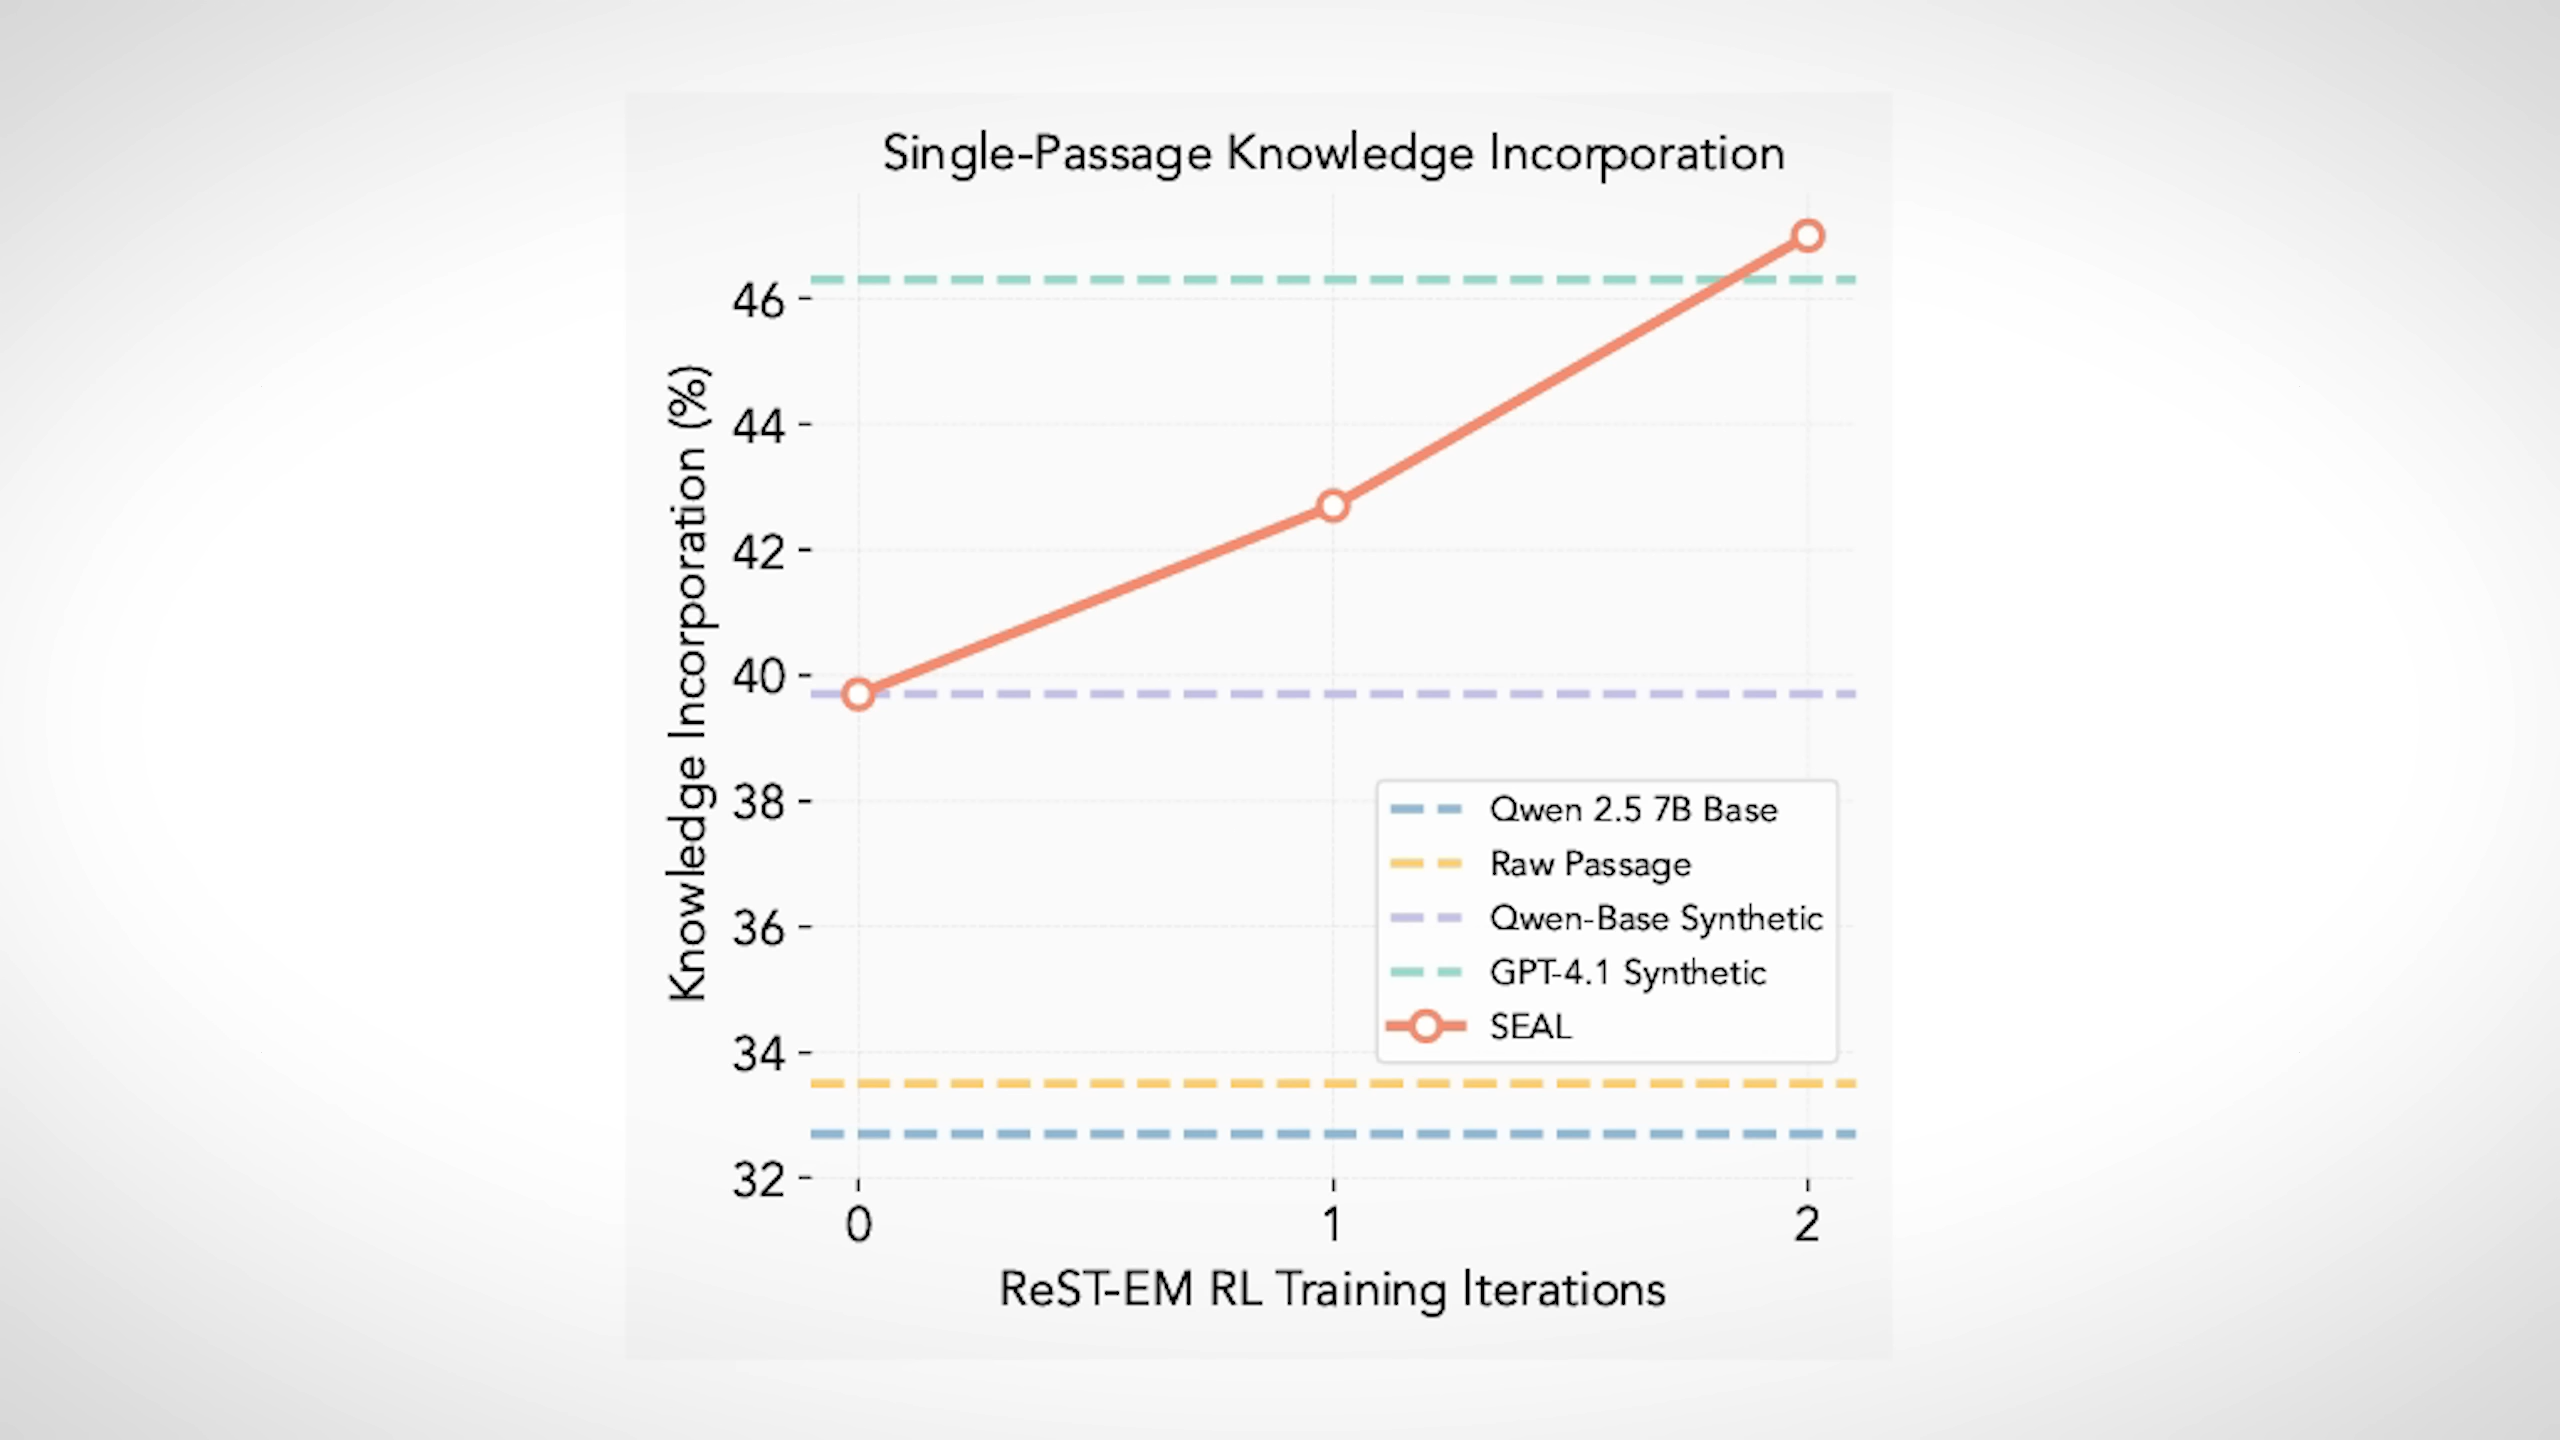 Single-Passage Knowledge Incorporation
Knowledge Incorporation (%)
46
44
42
40
38
36
34
32
Qwen 2.5 7B Base
Raw Passage
Qwen-Base Synthetic
GPT-4.1 Synthetic
SEAL
0 1 2
ReST-EM RL Training Iterations